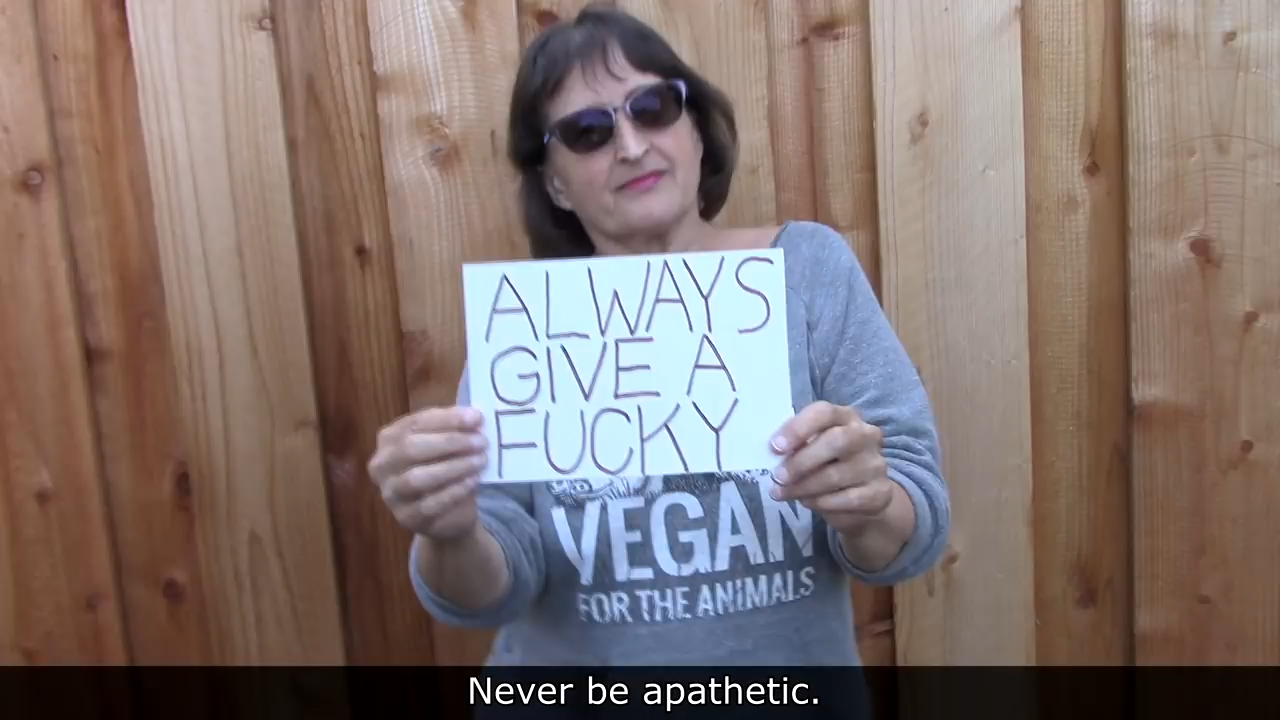 ALWAYS
GIVE A
FUCKY
VEGAN
FOR THE ANIMALS
Never be apathetic.